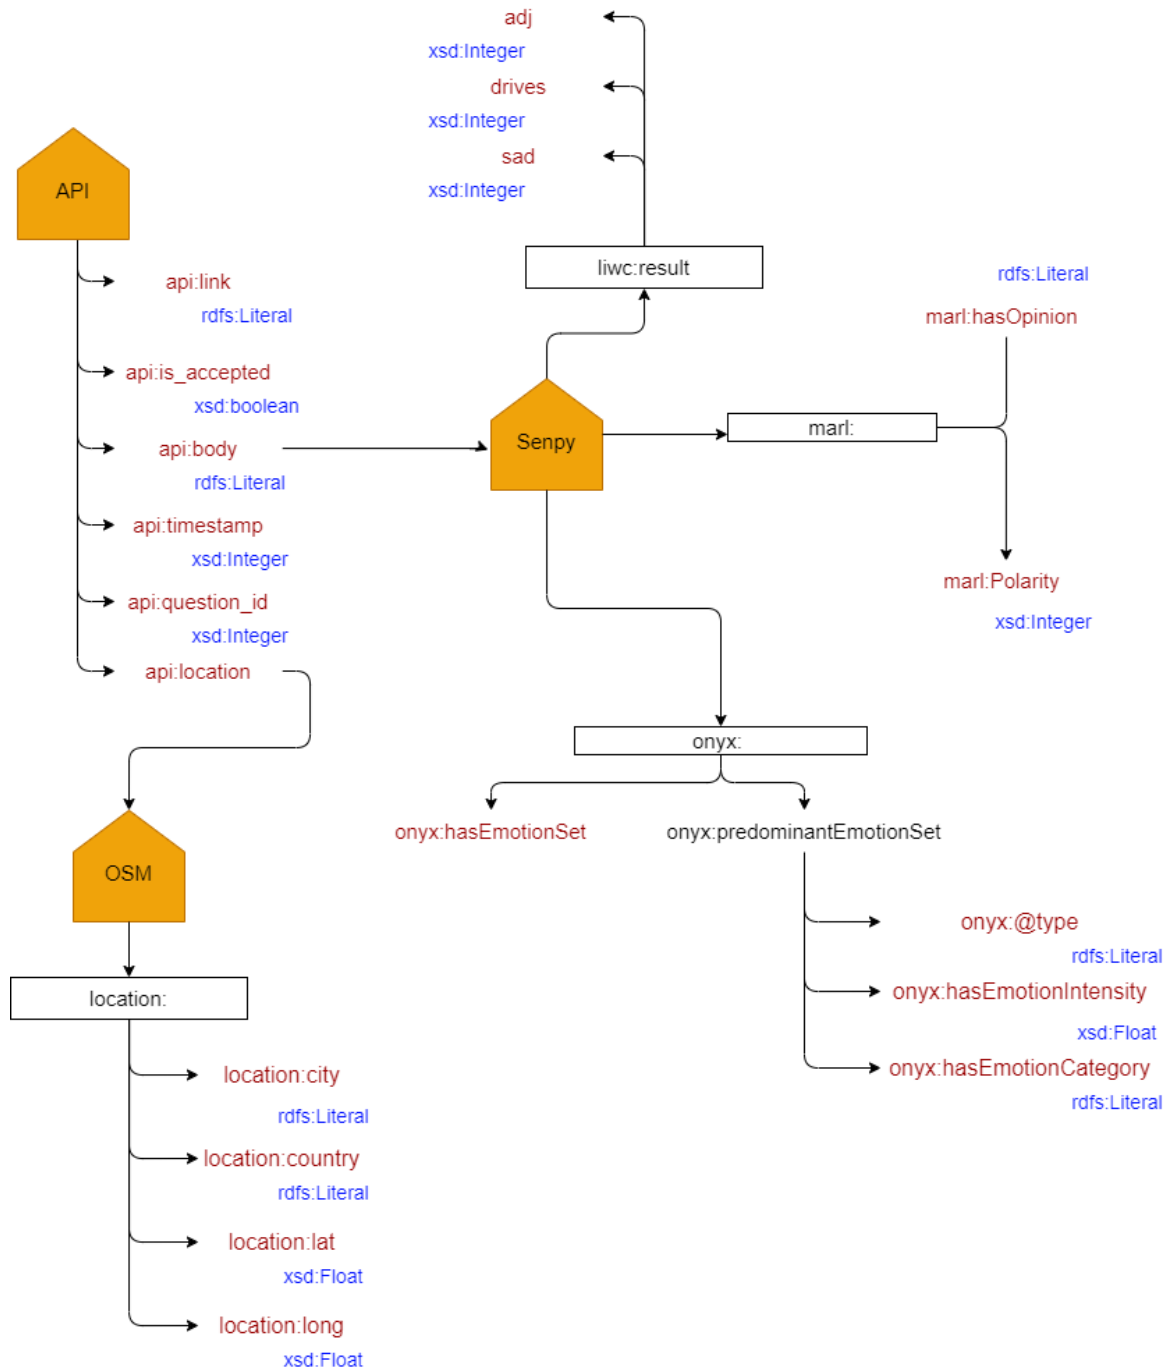 adj
xsd:Integer
drives
xsd:Integer
sad
xsd:Integer
API
liwc:result
api:link
rdfs:Literal
rdfs:Literal
marl:hasOpinion
api:is_accepted
xsd:boolean
Senpy
marl:
api:body
rdfs:Literal
api:timestamp
xsd:Integer
marl:Polarity
xsd:Integer
api:question_id
xsd:Integer
api:location
onyx:
onyx:hasEmotionSet
onyx:predominantEmotionSet
OSM
onyx:@type
rdfs:Literal
location:
onyx:hasEmotionIntensity
xsd:Float
onyx:hasEmotionCategory
rdfs:Literal
location:city
rdfs:Literal
location:country
rdfs:Literal
location:lat
xsd:Float
location:long
xsd:Float